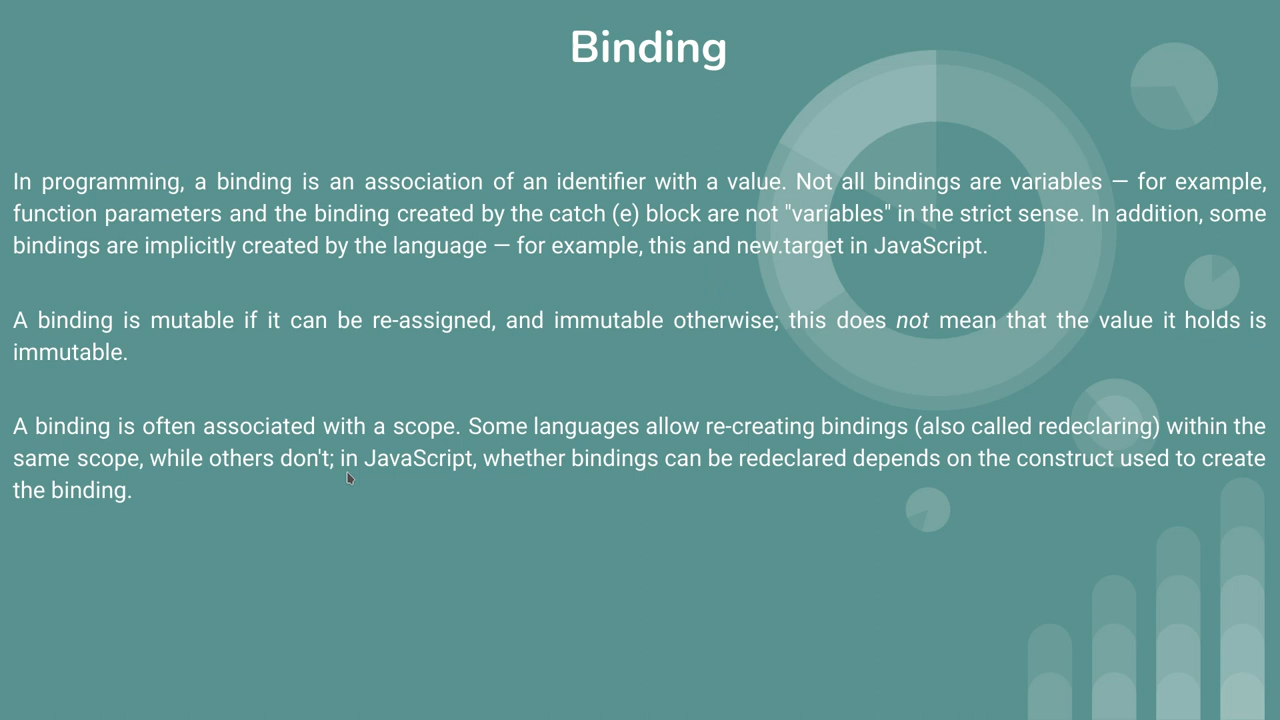 Binding
In programming, a binding is an association of an identifier with a value. Not all bindings are variables — for example,
function parameters and the binding created by the catch (e) block are not "variables" in the strict sense. In addition, some
bindings are implicitly created by the language — for example, this and new.target in JavaScript.
A binding is mutable if it can be re-assigned, and immutable otherwise; this does not mean that the value it holds is
immutable.
A binding is often associated with a scope. Some languages allow re-creating bindings (also called redeclaring) within the
same scope, while others don't; in JavaScript, whether bindings can be redeclared depends on the construct used to create
the binding.